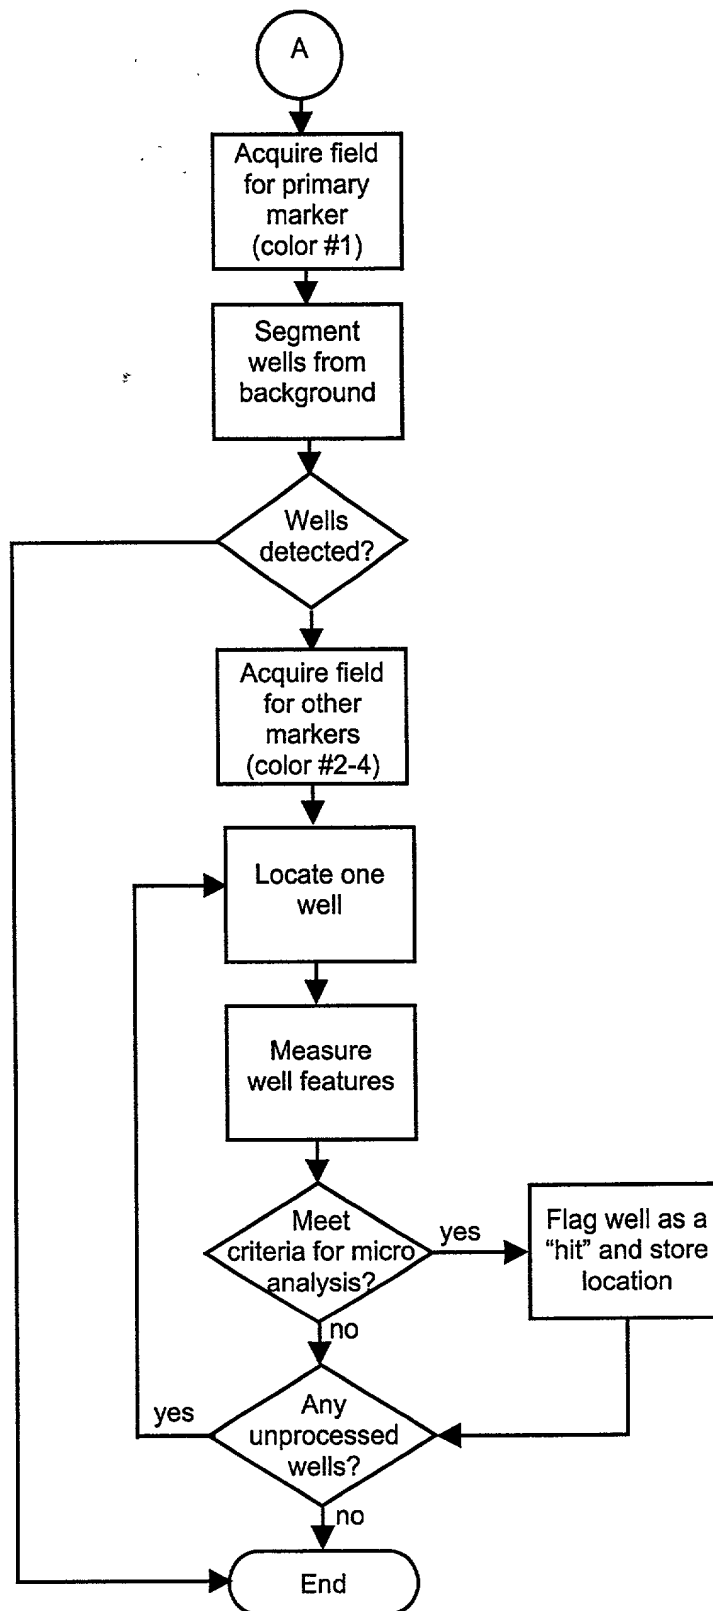 A
Acquire field
for primary
marker
(color #1)
Segment
wells from
background
Wells
detected?
Acquire field
for other
markers
(color #2-4)
Locate one
well
Measure
well features
Meet
criteria for micro
analysis?
yes
Flag well as a
“hit” and store
location
no
Any
unprocessed
wells?
yes
no
End